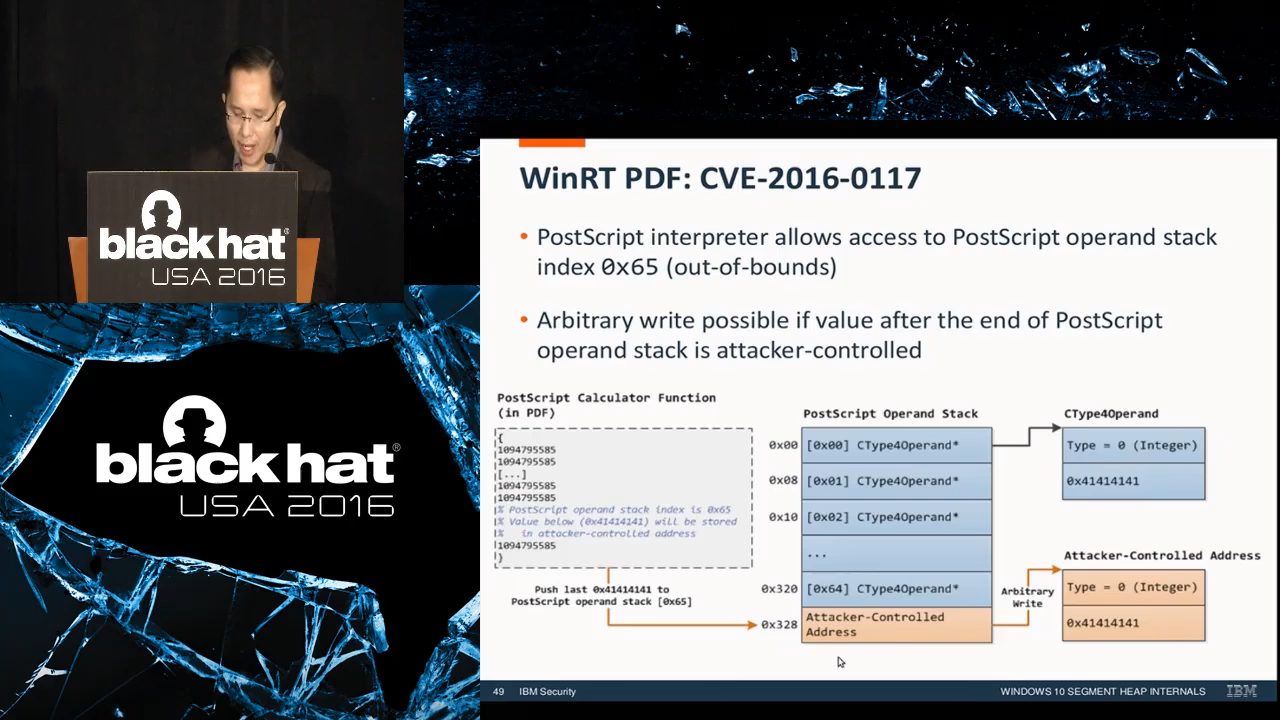 black hat®
USA 2016
black hat®
USA 2016
WinRT PDF: CVE-2016-0117
• PostScript interpreter allows access to PostScript operand stack
index 0x65 (out-of-bounds)
• Arbitrary write possible if value after the end of PostScript
operand stack is attacker-controlled
PostScript Calculator Function
(in PDF)
{
1094795585
1094795585
[...]
1094795585
1094795585
% PostScript operand stack index is 0x65
% Value below (0x41414141) will be stored
% in attacker-controlled address
1094795585
}
Push last 0x41414141 to
PostScript operand stack [0x65]
PostScript Operand Stack
0x00 [0x00] CType4Operand*
0x08 [0x01] CType4Operand*
0x10 [0x02] CType4Operand*
...
0x320 [0x64] CType4Operand*
0x328 Attacker-Controlled
Address
CType4Operand
Type = 0 (Integer)
0x41414141
Attacker-Controlled Address
Arbitrary
Write
Type = 0 (Integer)
0x41414141
49 IBM Security WINDOWS 10 SEGMENT HEAP INTERNALS IBM